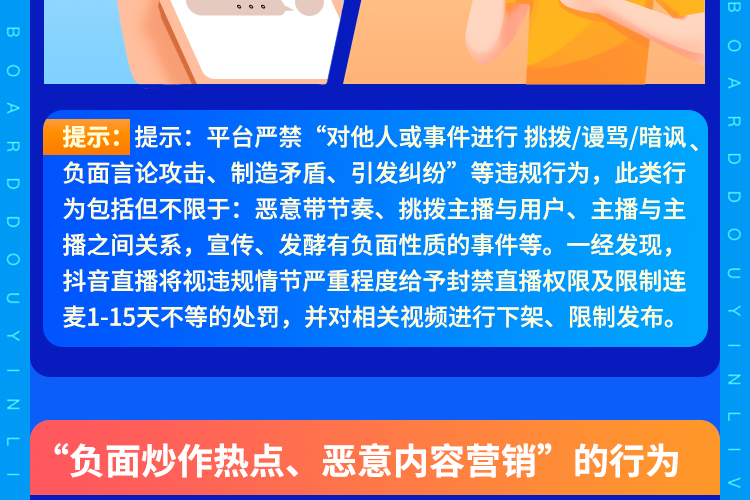 提示：提示：平台严禁“对他人或事件进行 挑拨/谩骂/暗讽、
负面言论攻击、制造矛盾、引发纠纷”等违规行为，此类行
为包括但不限于：恶意带节奏、挑拨主播与用户、主播与主
播之间关系，宣传、发酵有负面性质的事件等。一经发现，
抖音直播将视违规情节严重程度给予封禁直播权限及限制连
麦1-15天不等的处罚，并对相关视频进行下架、限制发布。
“负面炒作热点、恶意内容营销”的行为
BOARDDOUYINLI
BOARDDOUYINLIV